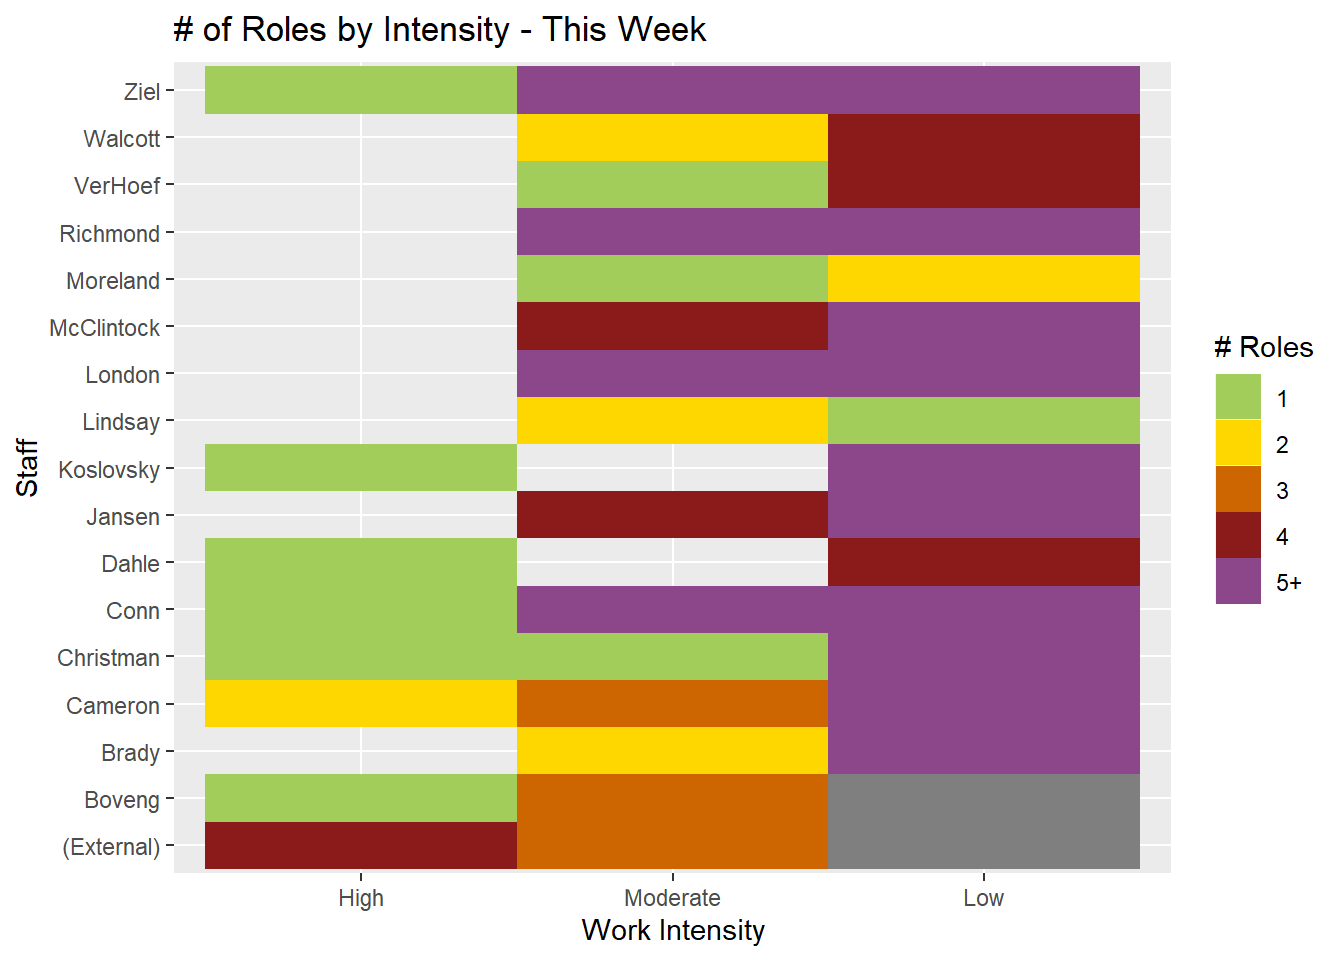 # of Roles by Intensity - This Week
Ziel
Walcott
VerHoef
Richmond
Moreland
McClintock
London
Lindsay
Koslovsky
Jansen
Dahle
Conn
Christman
Cameron
Brady
Boveng
(External)
Staff
High
Moderate
Low
Work Intensity
# Roles
1
2
3
4
5+